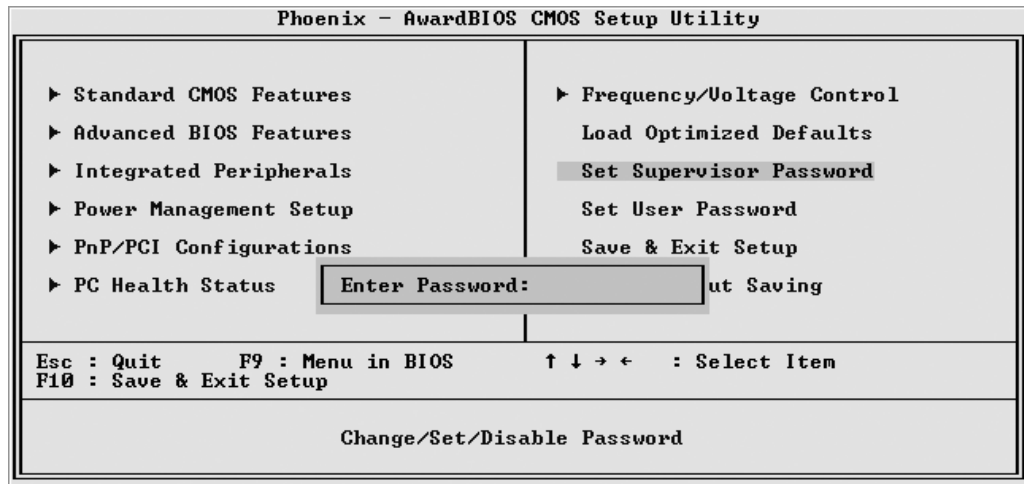 Phoenix - AwardBIOS CMOS Setup Utility
▶ Standard CMOS Features
▶ Advanced BIOS Features
▶ Integrated Peripherals
▶ Power Management Setup
▶ PnP/PCI Configurations
▶ PC Health Status
▶ Frequency/Voltage Control
Load Optimized Defaults
Set Supervisor Password
Set User Password
Save & Exit Setup
ut Saving
Enter Password:
Esc : Quit F9 : Menu in BIOS ↑ ↓ → ← : Select Item
F10 : Save & Exit Setup
Change/Set/Disable Password